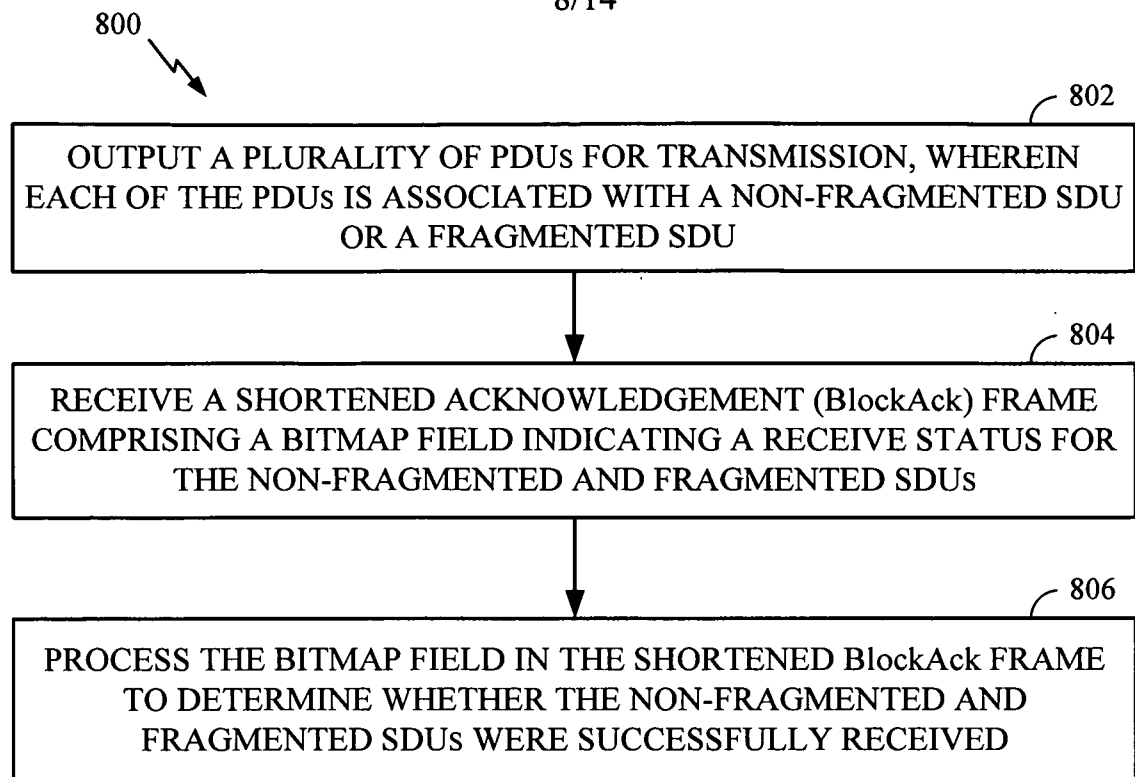 8/14
800
802
OUTPUT A PLURALITY OF PDUs FOR TRANSMISSION, WHEREIN
EACH OF THE PDUs IS ASSOCIATED WITH A NON-FRAGMENTED SDU
OR A FRAGMENTED SDU
804
RECEIVE A SHORTENED ACKNOWLEDGEMENT (BlockAck) FRAME
COMPRISING A BITMAP FIELD INDICATING A RECEIVE STATUS FOR
THE NON-FRAGMENTED AND FRAGMENTED SDUs
806
PROCESS THE BITMAP FIELD IN THE SHORTENED BlockAck FRAME
TO DETERMINE WHETHER THE NON-FRAGMENTED AND
FRAGMENTED SDUs WERE SUCCESSFULLY RECEIVED